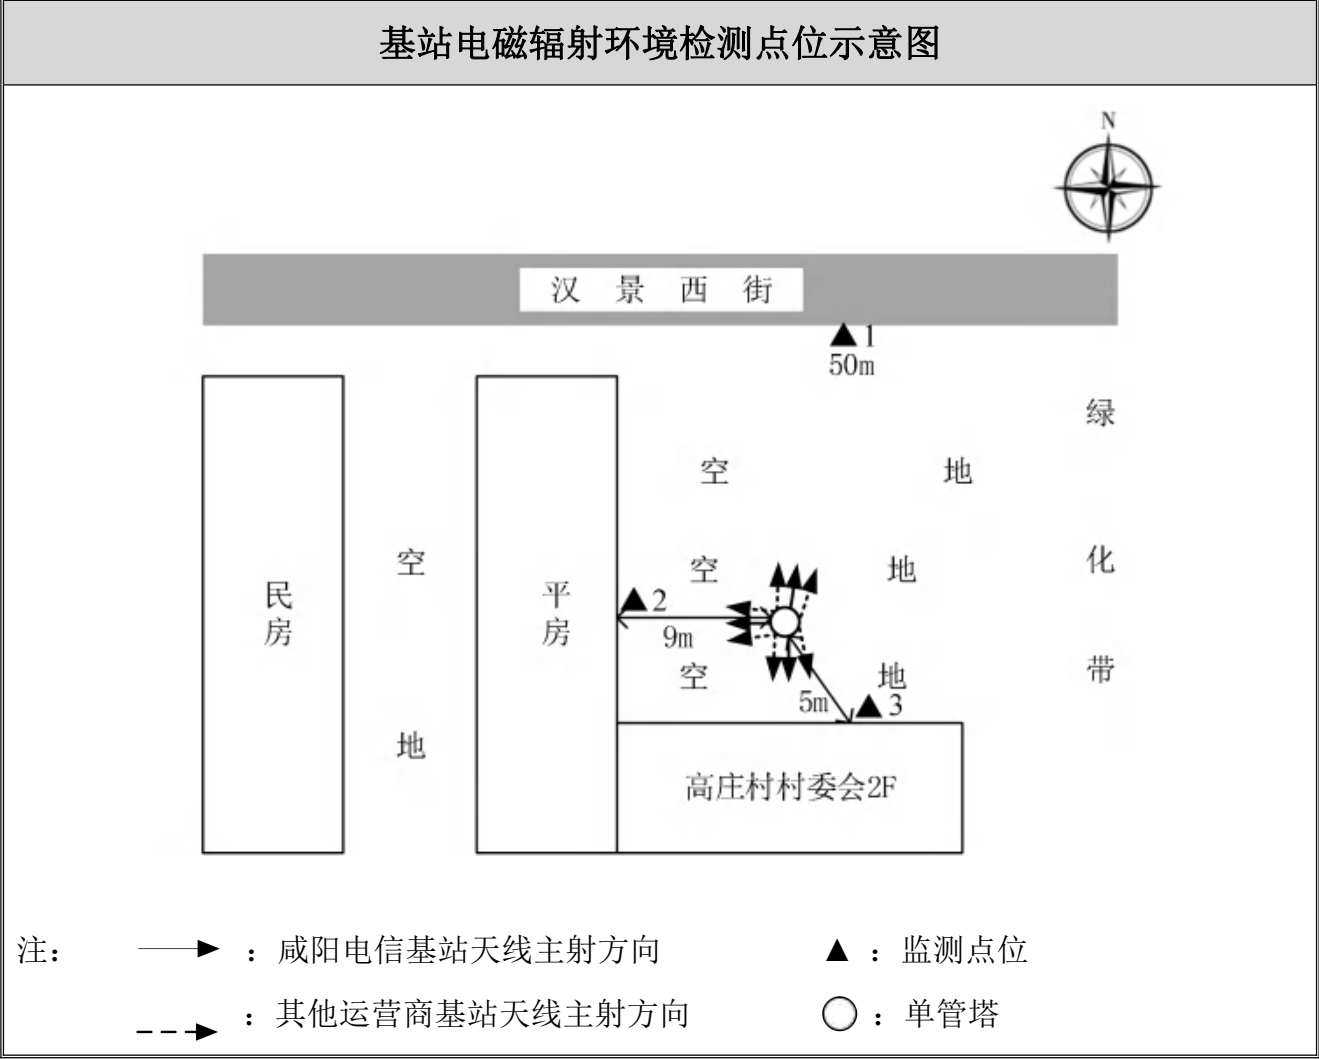 基站电磁辐射环境检测点位示意图
N
汉景西街
▲1
50m
绿化带
空地
空地
空地
空地
民房
平房
▲2
9m
5m
▲3
高庄村村委会2F
注：
：咸阳电信基站天线主射方向
▲：监测点位
：其他运营商基站天线主射方向
：单管塔